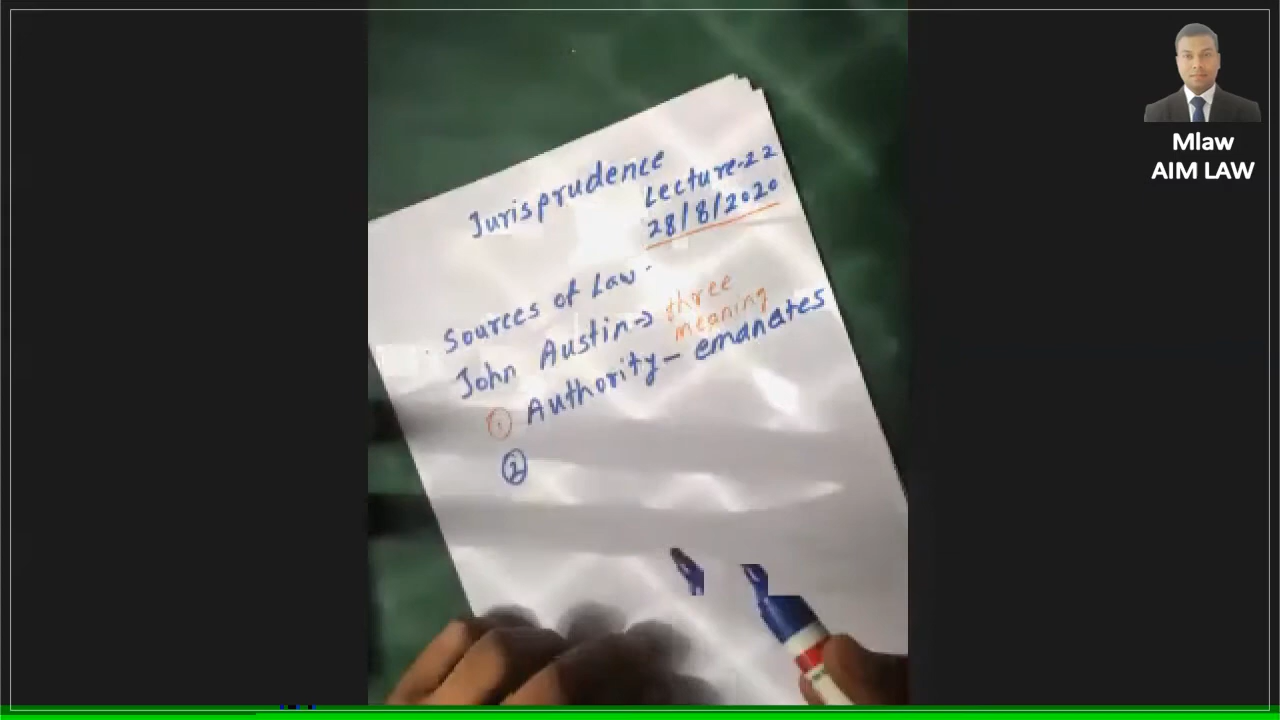 Jurisprudence
Lecture-22
28/8/2020
Sources of Law.
John Austin→ three
meaning
① Authority- emanates
②
Mlaw
AIM LAW